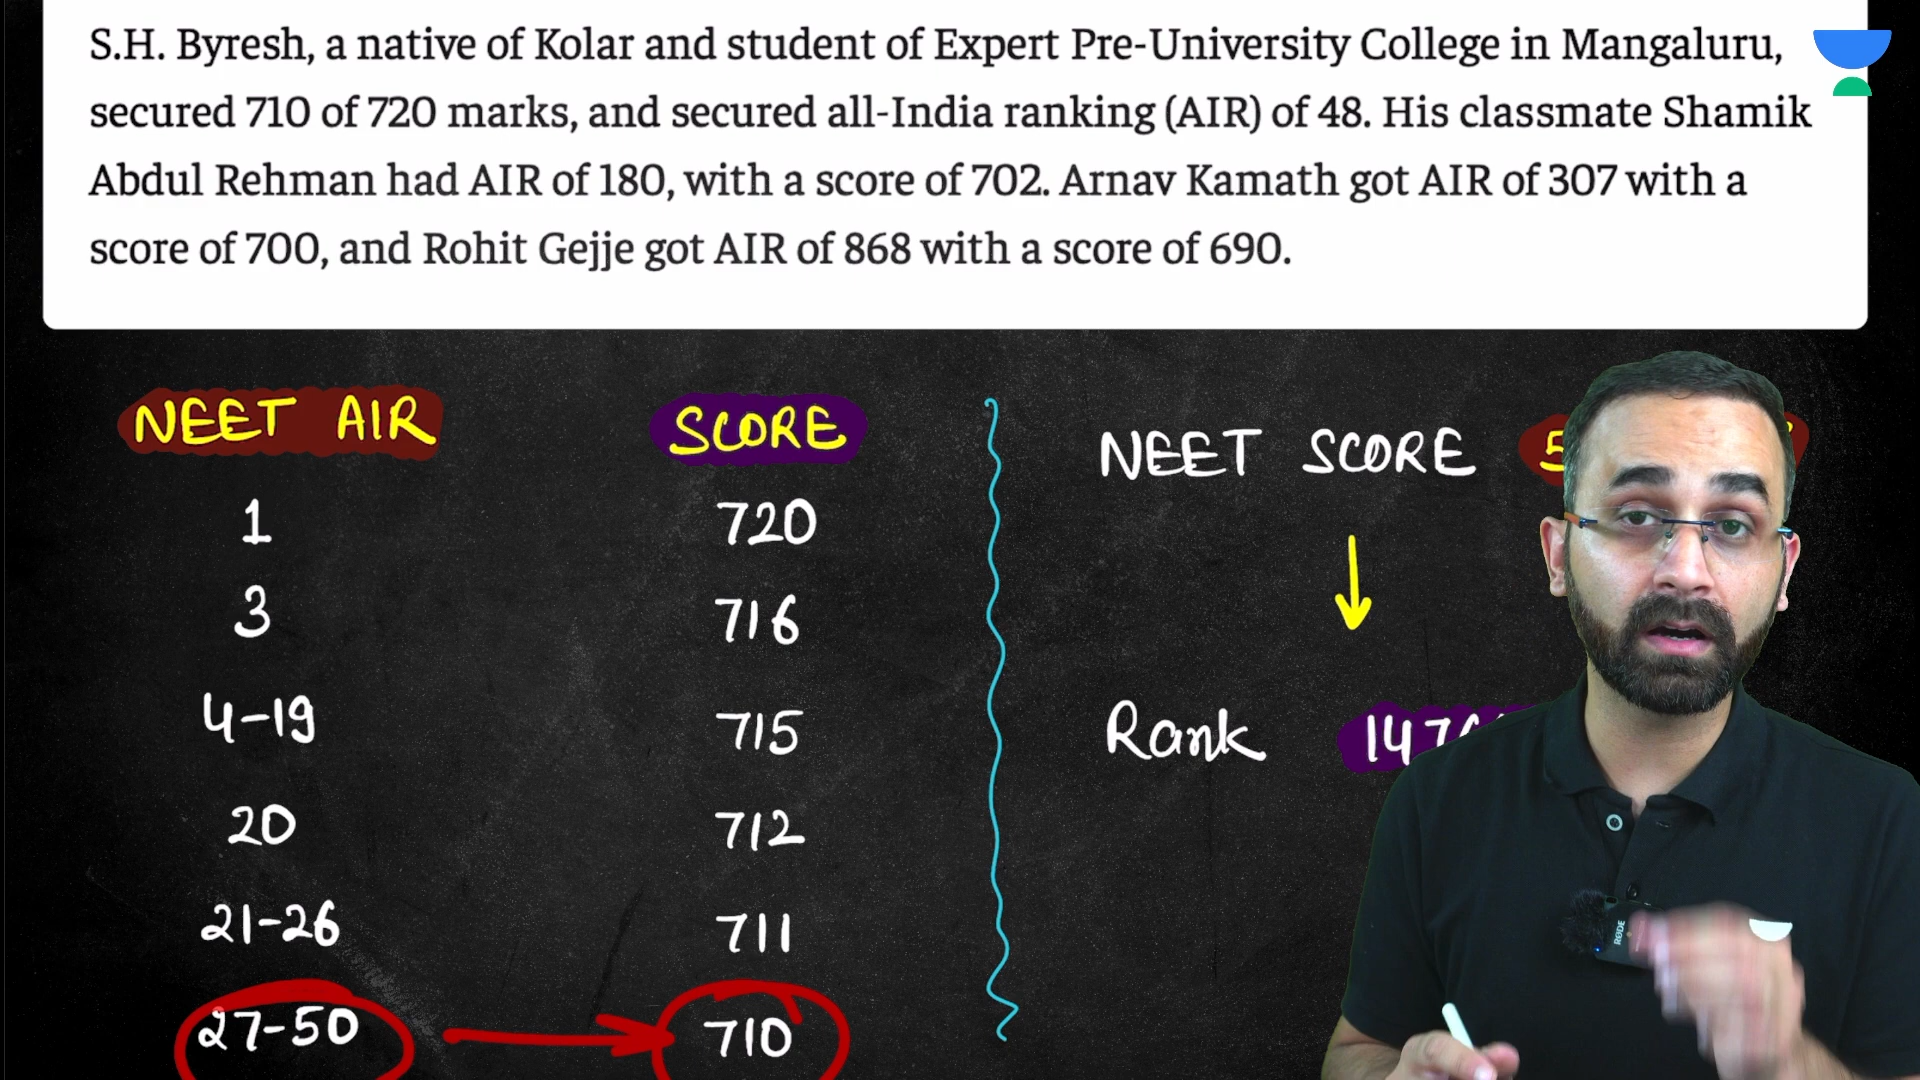 S.H. Byresh, a native of Kolar and student of Expert Pre-University College in Mangaluru,
secured 710 of 720 marks, and secured all-India ranking (AIR) of 48. His classmate Shamik
Abdul Rehman had AIR of 180, with a score of 702. Arnav Kamath got AIR of 307 with a
score of 700, and Rohit Gejje got AIR of 868 with a score of 690.
NEET AIR SCORE
1 720
3 716
4-19 715
20 712
21-26 711
27-50 710
NEET SCORE
Rank
RODE